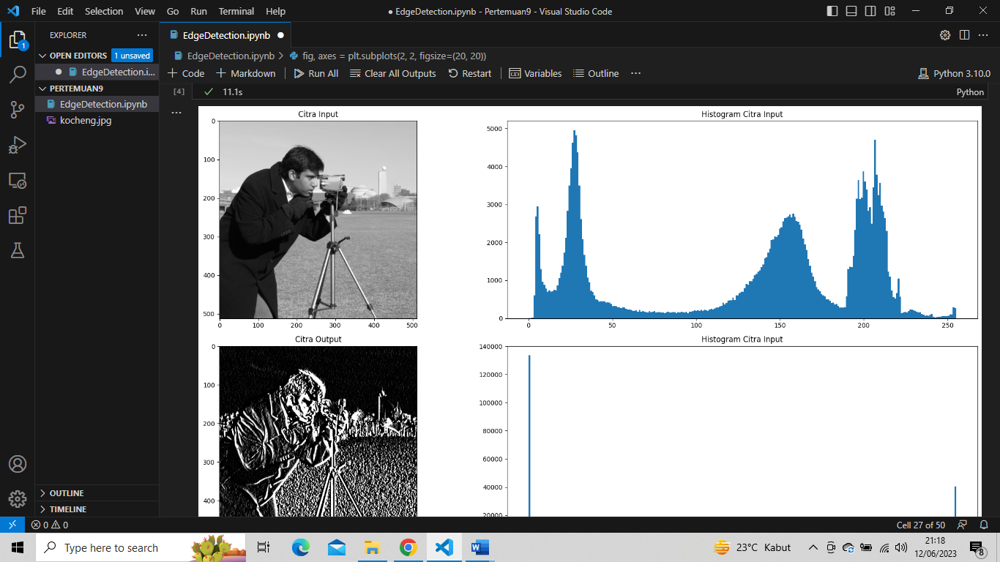 File Edit Selection View Go Run Terminal Help
● EdgeDetection.ipynb - Pertemuan9 - Visual Studio Code
EXPLORER
OPEN EDITORS 1 unsaved
EdgeDetection.i...
PERTEMUAN9
EdgeDetection.ipynb
kocheng.jpg
OUTLINE
TIMELINE
1
EdgeDetection.ipynb
EdgeDetection.ipynb > fig, axes = plt.subplots(2, 2, figsize=(20, 20))
Code Markdown Run All Clear All Outputs Restart Variables Outline Python 3.10.0
[4] 11.1s Python
Citra Input
0
100
200
300
400
500
0 100 200 300 400 500
Histogram Citra Input
5000
4000
3000
2000
1000
0
0 50 100 150 200 250
Citra Output
0
100
200
300
400
Histogram Citra Input
140000
120000
100000
80000
60000
40000
20000
0 0 Cell 27 of 50
Type here to search
23°C Kabut
21:18
12/06/2023
8